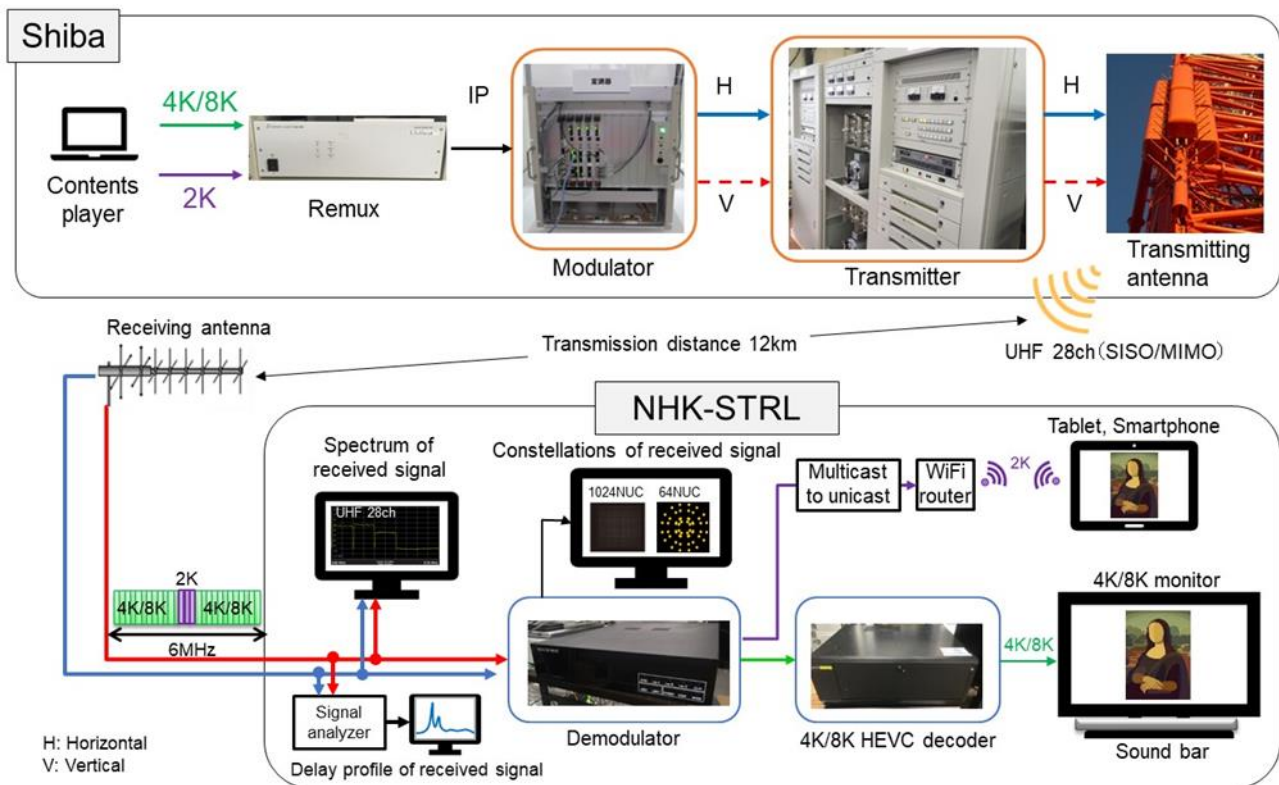 Shiba
4K/8K
2K
Contents
player
Remux
IP
変調器
Modulator
H
V
Transmitter
H
V
Transmitting
antenna
Receiving antenna
Transmission distance 12km
UHF 28ch(SISO/MIMO)
NHK-STRL
Spectrum of
received signal
UHF 28ch
Constellations of received signal
1024NUC 64NUC
Multicast
to unicast
WiFi
router
2K
Tablet, Smartphone
2K
4K/8K 4K/8K
6MHz
4K/8K monitor
4K/8K
Signal
analyzer
Delay profile of received signal
Demodulator
4K/8K HEVC decoder
Sound bar
H: Horizontal
V: Vertical